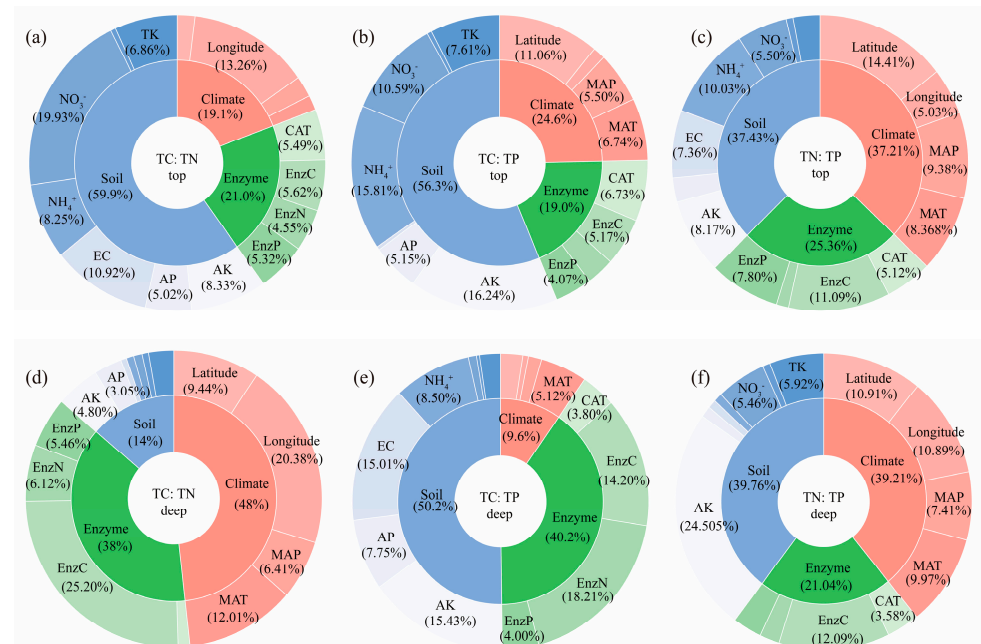 (a)
TK
(6.86%)
Longitude
(13.26%)
Climate
(19.1%)
CAT
(5.49%)
EnzC
(5.62%)
EnzN
(4.55%)
EnzP
(5.32%)
Enzyme
(21.0%)
AK
(8.33%)
AP
(5.02%)
EC
(10.92%)
NH₄⁺
(8.25%)
NO₃⁻
(19.93%)
Soil
(59.9%)
TC: TN
top
(b)
TK
(7.61%)
Latitude
(11.06%)
MAP
(5.50%)
MAT
(6.74%)
Climate
(24.6%)
CAT
(6.73%)
EnzC
(5.17%)
EnzP
(4.07%)
Enzyme
(19.0%)
AK
(16.24%)
AP
(5.15%)
NH₄⁺
(15.81%)
NO₃⁻
(10.59%)
Soil
(56.3%)
TC: TP
top
(c)
NO₃⁻
(5.50%)
Latitude
(14.41%)
Longitude
(5.03%)
MAP
(9.38%)
MAT
(8.368%)
Climate
(37.21%)
CAT
(5.12%)
EnzC
(11.09%)
EnzP
(7.80%)
Enzyme
(25.36%)
AK
(8.17%)
EC
(7.36%)
NH₄⁺
(10.03%)
Soil
(37.43%)
TN: TP
top
(d)
AP
(3.05%)
Latitude
(9.44%)
Longitude
(20.38%)
MAP
(6.41%)
MAT
(12.01%)
Climate
(48%)
EnzC
(25.20%)
EnzN
(6.12%)
EnzP
(5.46%)
Enzyme
(38%)
AK
(4.80%)
Soil
(14%)
TC: TN
deep
(e)
NH₄⁺
(8.50%)
MAT
(5.12%)
Climate
(9.6%)
CAT
(3.80%)
EnzC
(14.20%)
EnzN
(18.21%)
EnzP
(4.00%)
Enzyme
(40.2%)
AK
(15.43%)
AP
(7.75%)
EC
(15.01%)
Soil
(50.2%)
TC: TP
deep
(f)
TK
(5.92%)
NO₃⁻
(5.46%)
Latitude
(10.91%)
Longitude
(10.89%)
MAP
(7.41%)
MAT
(9.97%)
Climate
(39.21%)
CAT
(3.58%)
EnzC
(12.09%)
Enzyme
(21.04%)
AK
(24.505%)
Soil
(39.76%)
TN: TP
deep